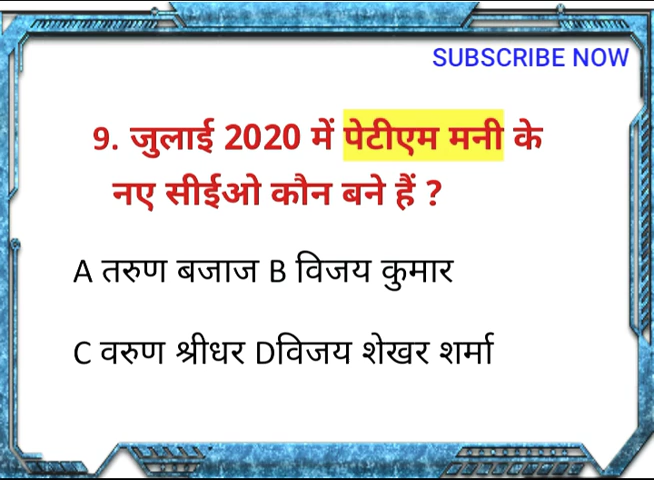 SUBSCRIBE NOW
9. जुलाई 2020 में पेटीएम मनी के
नए सीईओ कौन बने हैं ?
A तरुण बजाज B विजय कुमार
C वरुण श्रीधर Dविजय शेखर शर्मा